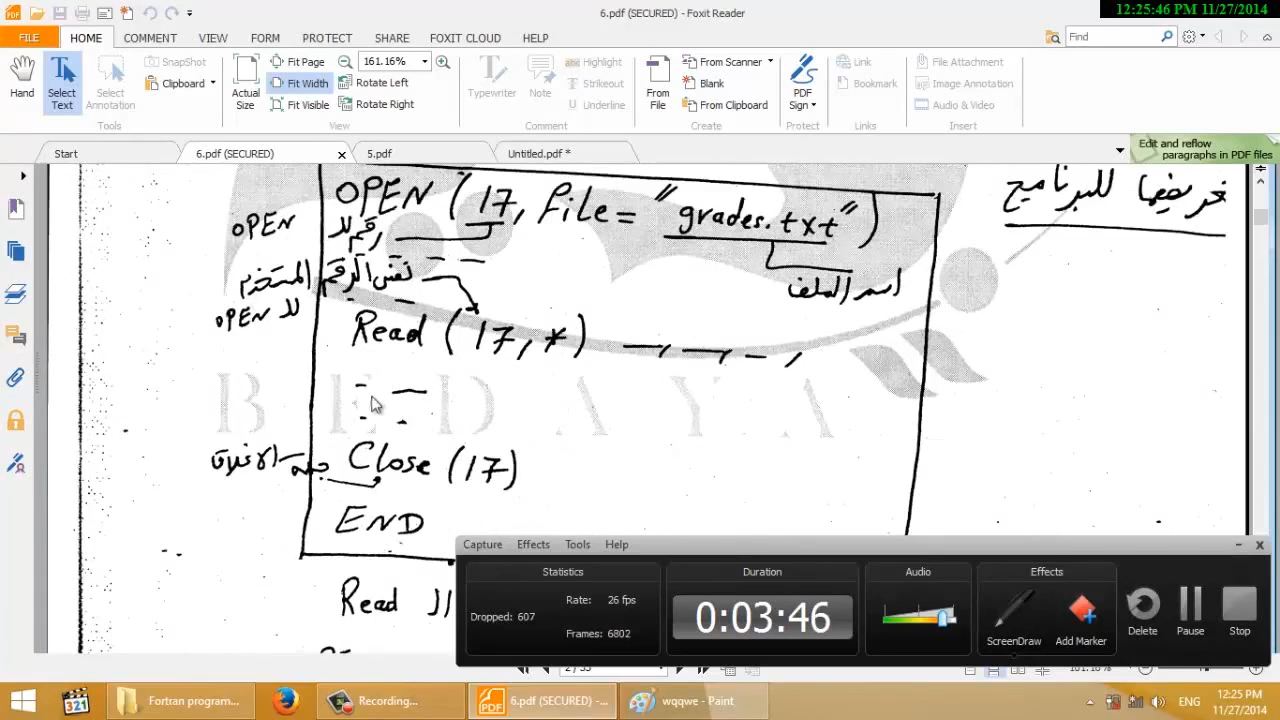 12:25:46 PM 11/27/2014
6.pdf (SECURED) - Foxit Reader
FILE HOME COMMENT VIEW FORM PROTECT SHARE FOXIT CLOUD HELP
Find
Hand
Select Text
SnapShot
Select Annotation
Clipboard
Tools
Actual Size
Fit Page
Fit Width
Fit Visible
161.16%
Rotate Left
Rotate Right
View
Typewriter
Note
Highlight
Strikeout
Underline
Comment
From File
From Scanner
Blank
From Clipboard
Create
PDF Sign
Protect
Link
Bookmark
Links
File Attachment
Image Annotation
Audio & Video
Insert
Start
6.pdf (SECURED)
5.pdf
Untitled.pdf *
Edit and reflow
paragraphs in PDF files
للبرنامج
OPEN (17, File= "grades.txt")
OPEN رقم لل
نفس الرقم المستخدم
لل OPEN
اسم الملف
Read (17, *)
BEDAYA
Close (17)
END
Read ال
Capture Effects Tools Help
Statistics
Dropped: 607
Rate: 26 fps
Frames: 6802
Duration
0:03:46
Audio
Effects
ScreenDraw
Add Marker
Delete
Pause
Stop
Fortran program...
Recording...
6.pdf (SECURED) -...
wqqwe - Paint
321
ENG
12:25 PM
11/27/2014